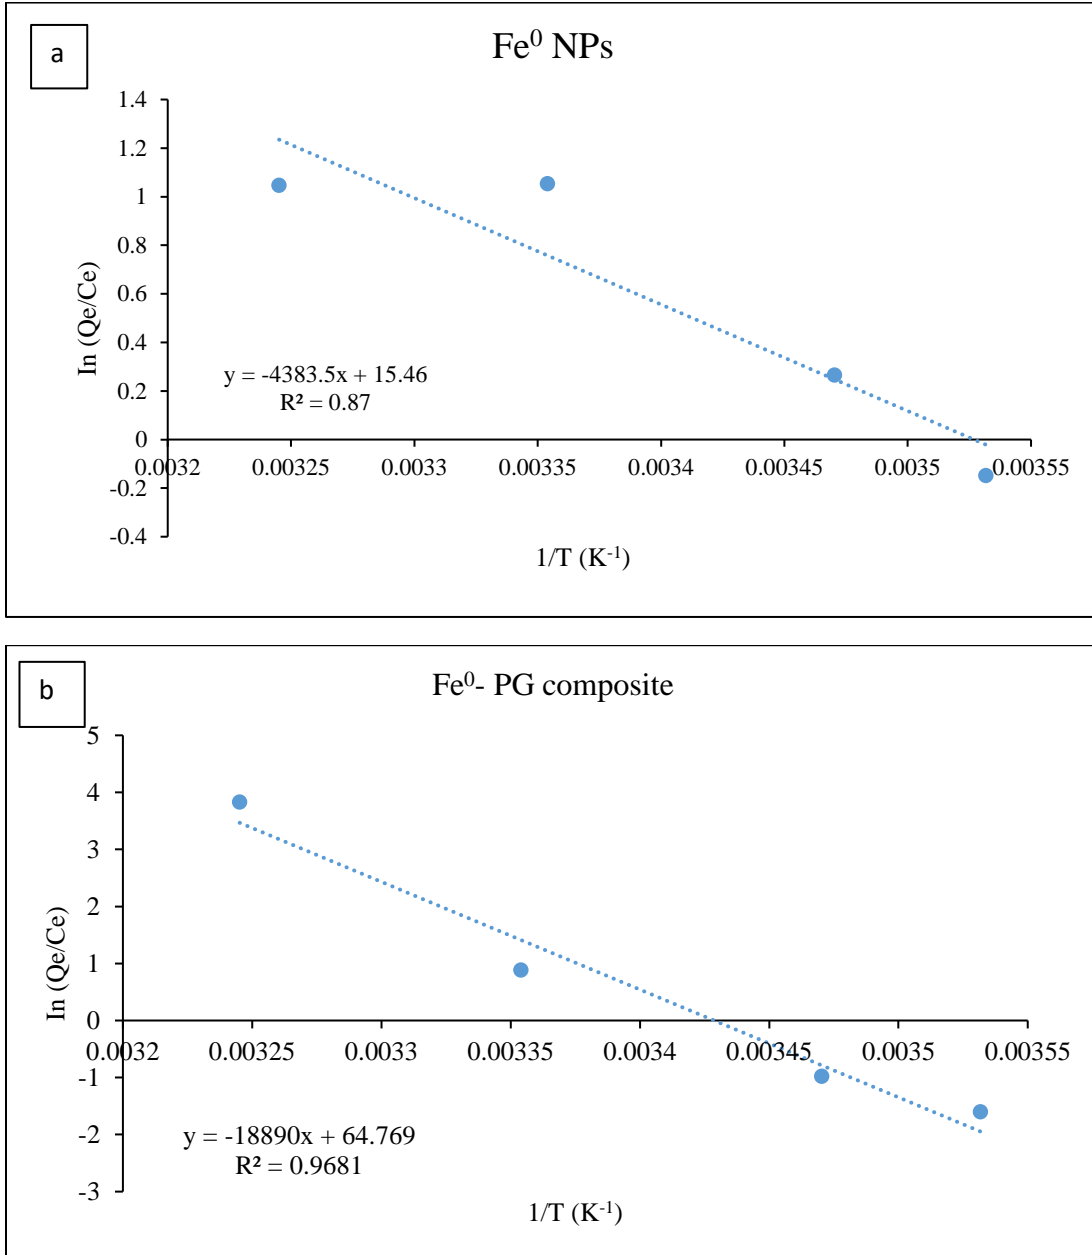 a
Fe⁰ NPs
1.4
1.2
1
0.8
0.6
0.4
0.2
0
-0.2
-0.4
In (Qe/Ce)
y = -4383.5x + 15.46
R² = 0.87
0.0032 0.00325 0.0033 0.00335 0.0034 0.00345 0.0035 0.00355
1/T (K⁻¹)
b
Fe⁰- PG composite
5
4
3
2
1
0
-1
-2
-3
In (Qe/Ce)
0.0032 0.00325 0.0033 0.00335 0.0034 0.00345 0.0035 0.00355
y = -18890x + 64.769
R² = 0.9681
1/T (K⁻¹)